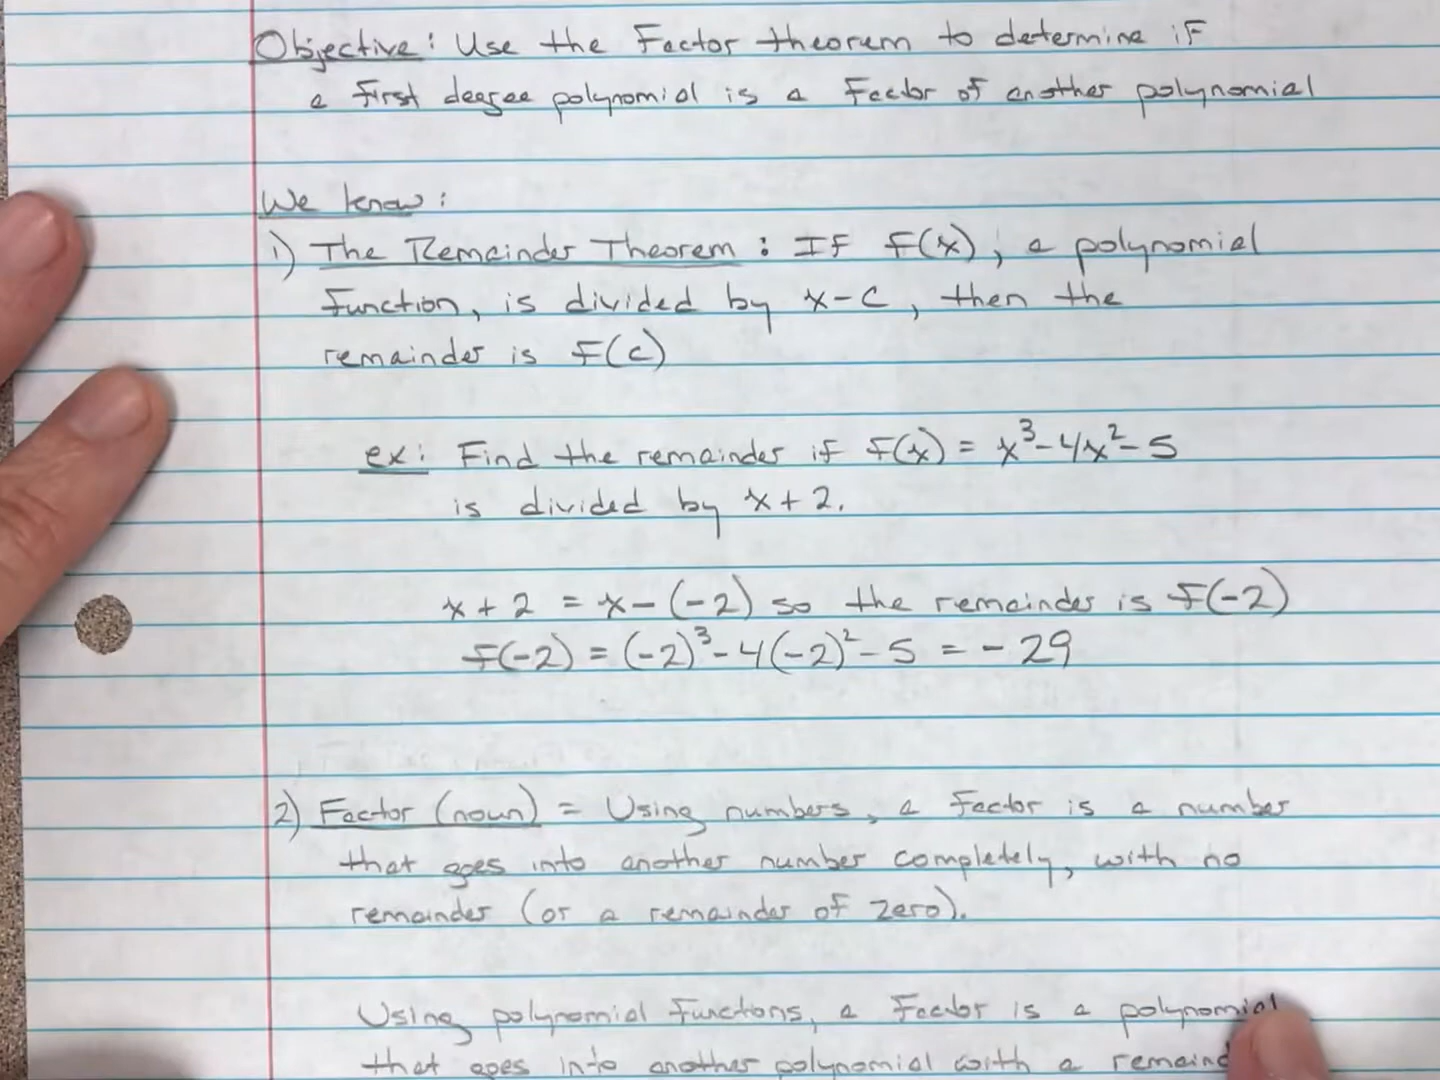 Objective: Use the Factor theorem to determine if
a first degree polynomial is a Factor of another polynomial
We know:
1) The Remainder Theorem: If f(x), a polynomial
function, is divided by x-c, then the
remainder is f(c)
ex: Find the remainder if f(x) = x³-4x²-5
is divided by x+2.
x+2 = x-(-2) so the remainder is f(-2)
f(-2) = (-2)³-4(-2)²-5 = -29
2) Factor (noun) = Using numbers, a factor is a number
that goes into another number completely, with no
remainder (or a remainder of zero).
Using polynomial functions, a Factor is a polynomial
that goes into another polynomial with a remaind